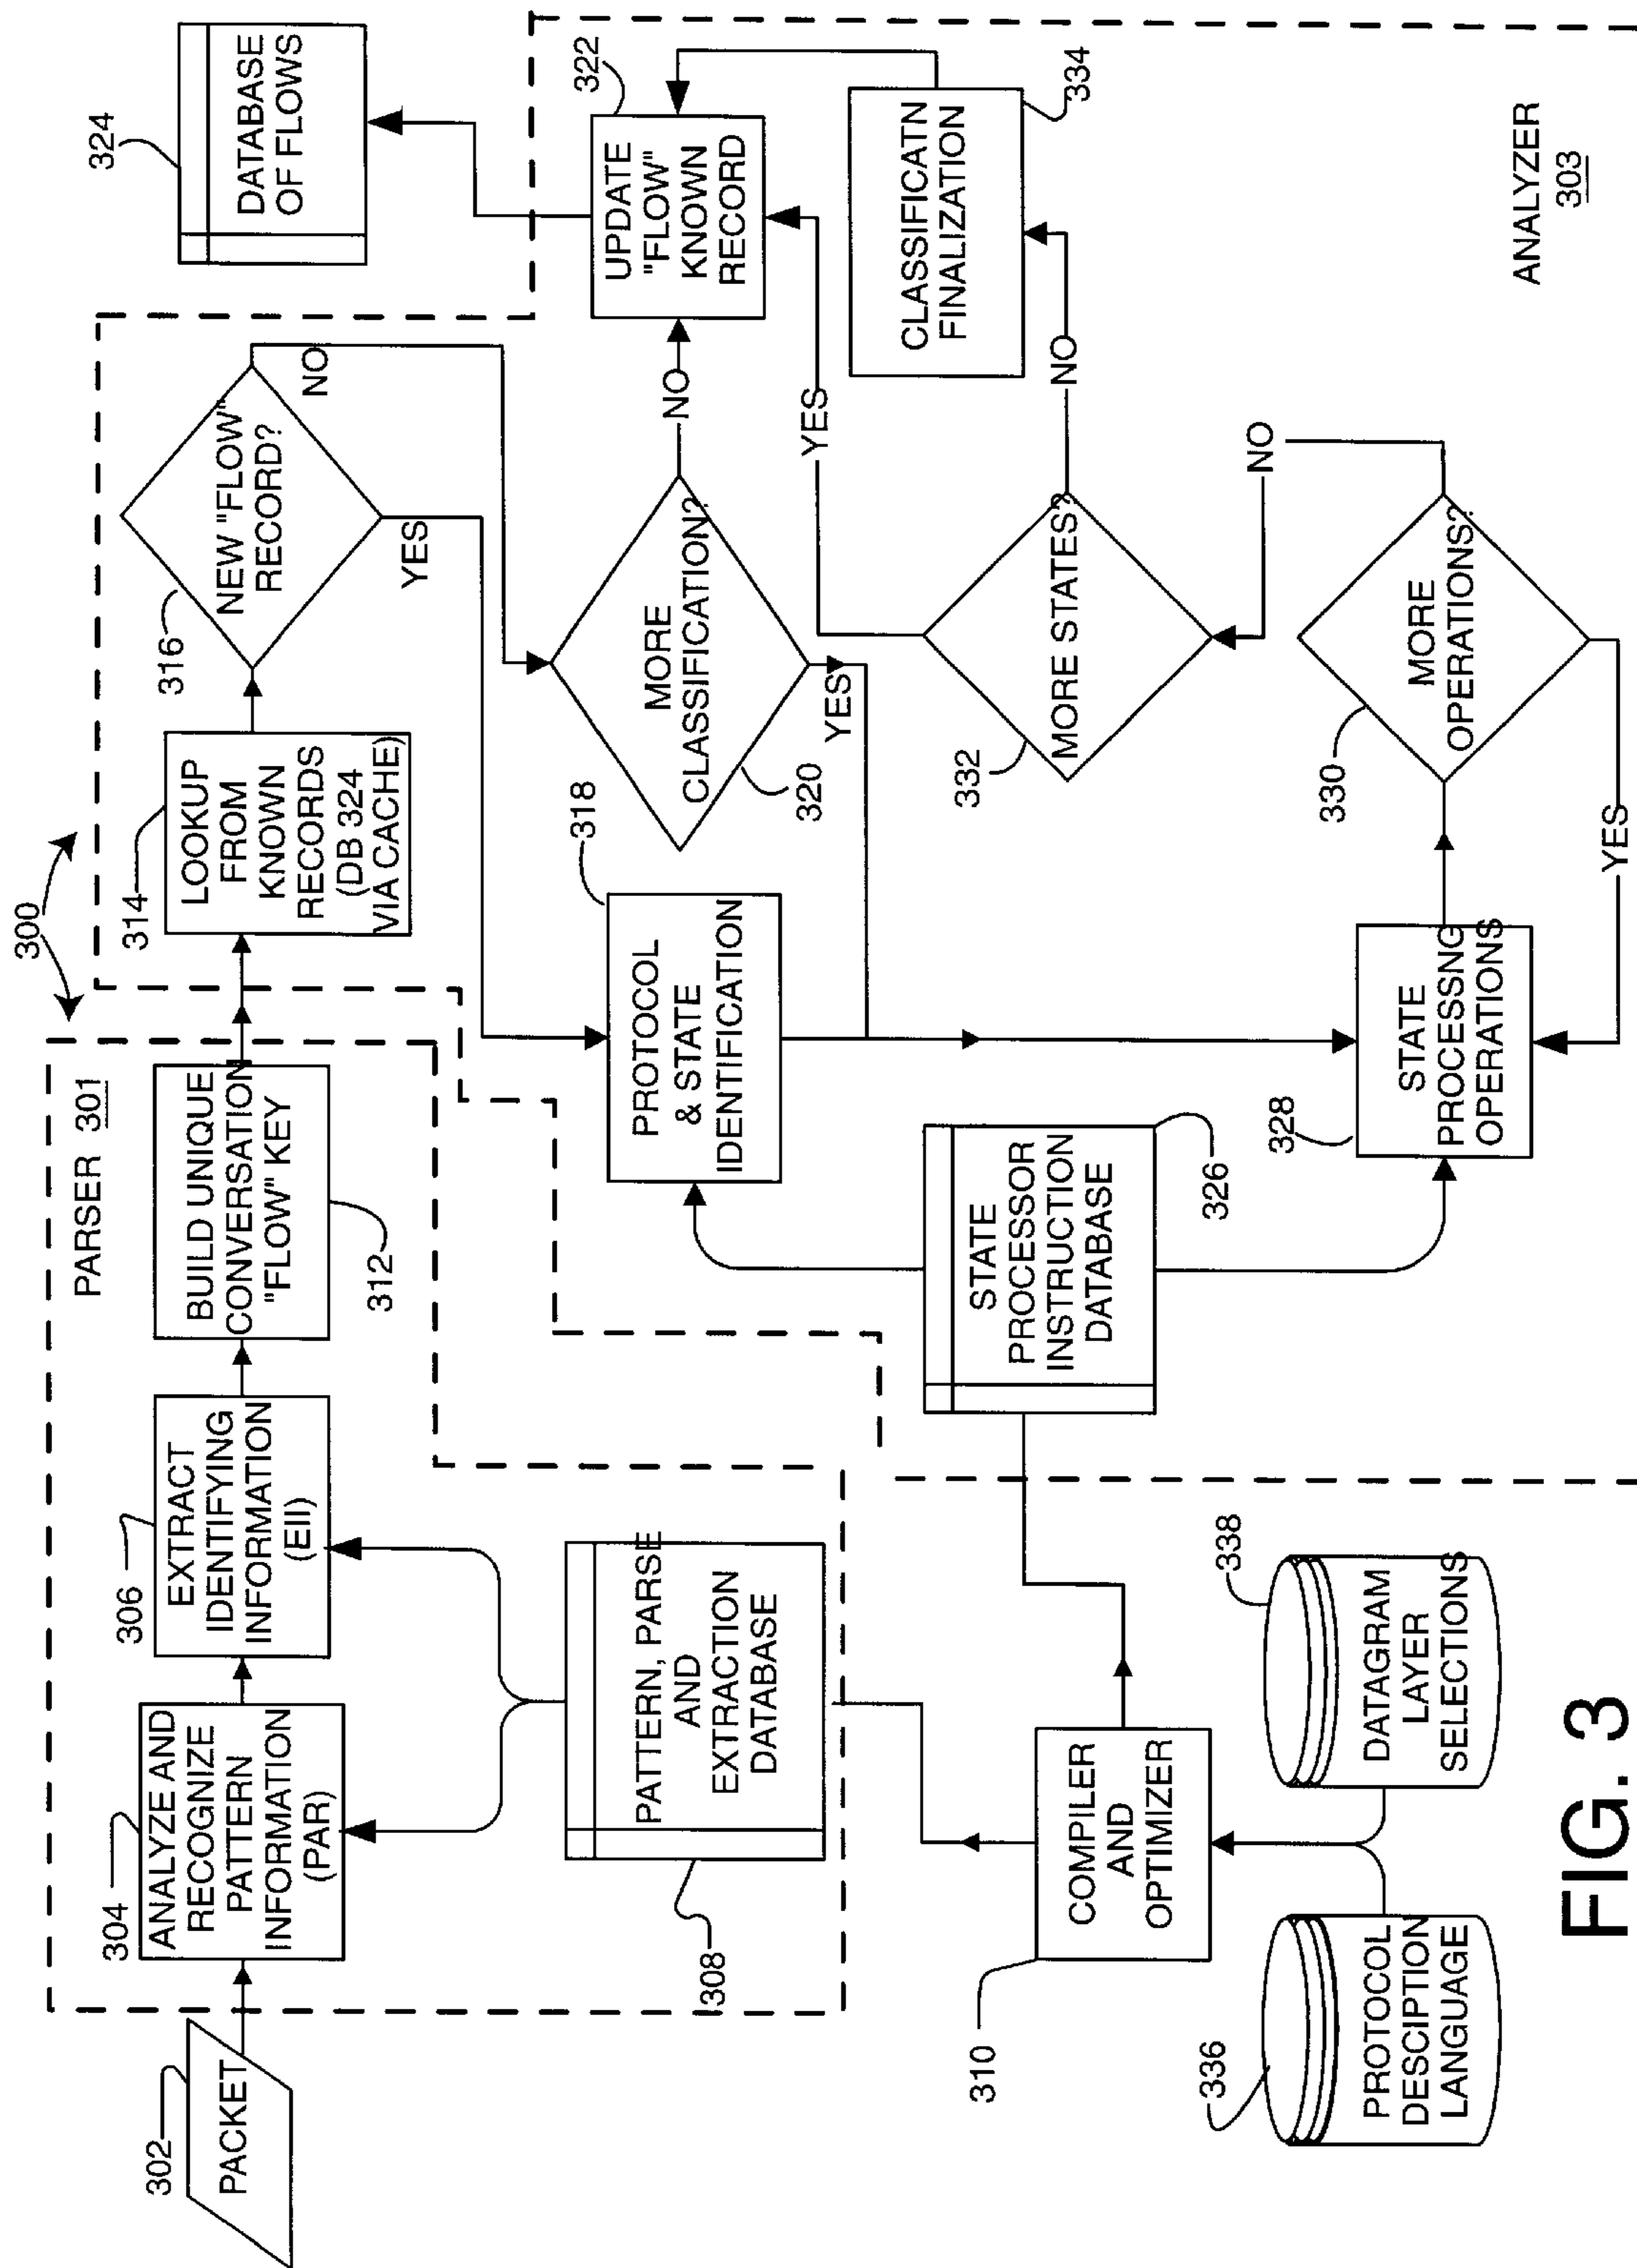 300
302
PACKET
PARSER 301
304
ANALYZE AND
RECOGNIZE
PATTERN
INFORMATION
(PAR)
306
EXTRACT
IDENTIFYING
INFORMATION
(EII)
BUILD UNIQUE
CONVERSATION
"FLOW" KEY
312
314
LOOKUP
FROM
KNOWN
RECORDS
(DB 324
VIA CACHE)
316
NEW "FLOW"
RECORD?
NO
YES
324
DATABASE
OF FLOWS
308
PATTERN, PARSE
AND
EXTRACTION
DATABASE
318
PROTOCOL
& STATE
IDENTIFICATION
320
MORE
CLASSIFICATION?
NO
YES
322
UPDATE
"FLOW"
KNOWN
RECORD
310
COMPILER
AND
OPTIMIZER
STATE
PROCESSOR
INSTRUCTION
DATABASE
326
332
MORE STATES?
YES
NO
CLASSIFICATN
FINALIZATION
334
336
PROTOCOL
DESCIPTION
LANGUAGE
338
DATAGRAM
LAYER
SELECTIONS
328
STATE
PROCESSNG
OPERATIONS
330
MORE
OPERATIONS?
NO
YES
ANALYZER
303
FIG. 3